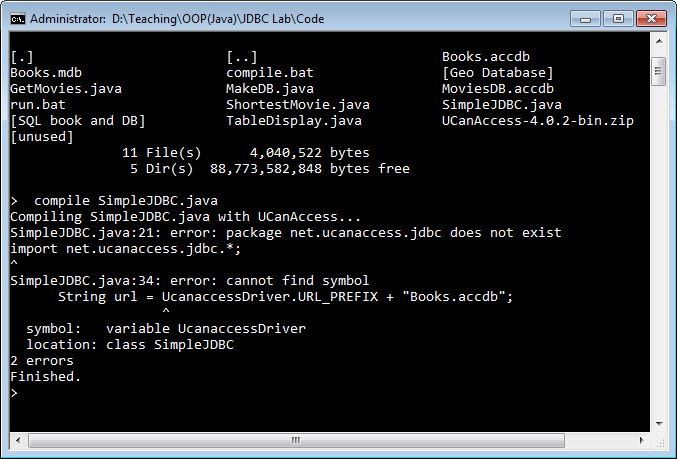 Administrator: D:\Teaching\OOP(Java)\JDBC Lab\Code
[.] [..] Books.accdb
Books.mdb compile.bat [Geo Database]
GetMovies.java MakeDB.java MoviesDB.accdb
run.bat ShortestMovie.java SimpleJDBC.java
[SQL book and DB] TableDisplay.java UCanAccess-4.0.2-bin.zip
[unused]
11 File(s) 4,040,522 bytes
5 Dir(s) 88,773,582,848 bytes free
> compile SimpleJDBC.java
Compiling SimpleJDBC.java with UCanAccess...
SimpleJDBC.java:21: error: package net.ucanaccess.jdbc does not exist
import net.ucanaccess.jdbc.*;
^
SimpleJDBC.java:34: error: cannot find symbol
String url = UcanaccessDriver.URL_PREFIX + "Books.accdb";
^
symbol: variable UcanaccessDriver
location: class SimpleJDBC
2 errors
Finished.
>